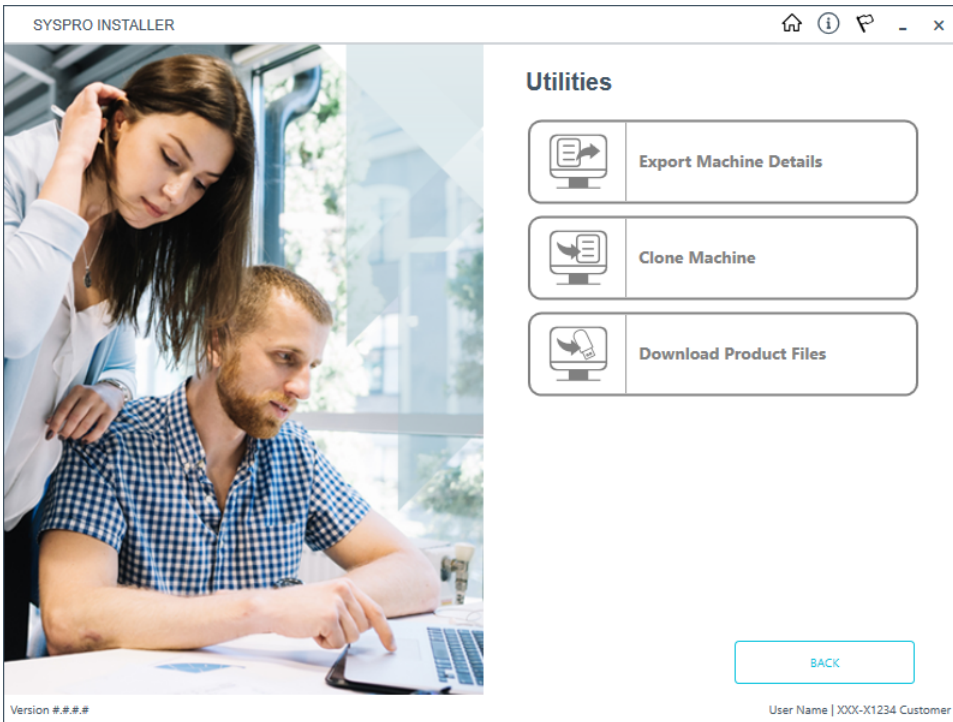 SYSPRO INSTALLER
Utilities
Export Machine Details
Clone Machine
Download Product Files
BACK
Version #.#.#.#
User Name | XXX-X1234 Customer